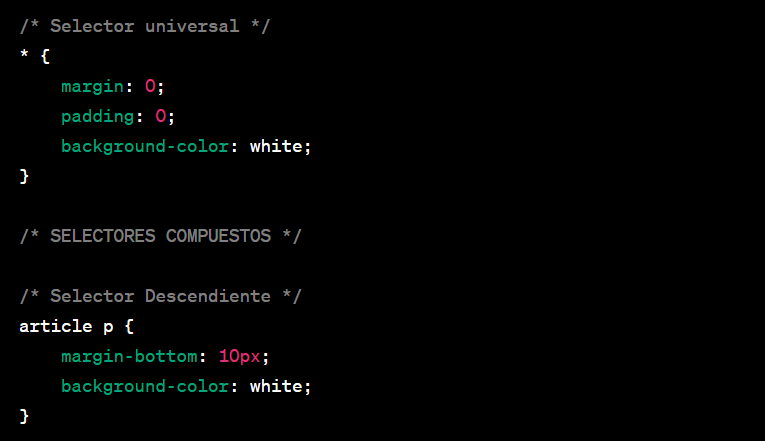 /* Selector universal */
* {
    margin: 0;
    padding: 0;
    background-color: white;
}

/* SELECTORES COMPUESTOS */

/* Selector Descendiente */
article p {
    margin-bottom: 10px;
    background-color: white;
}